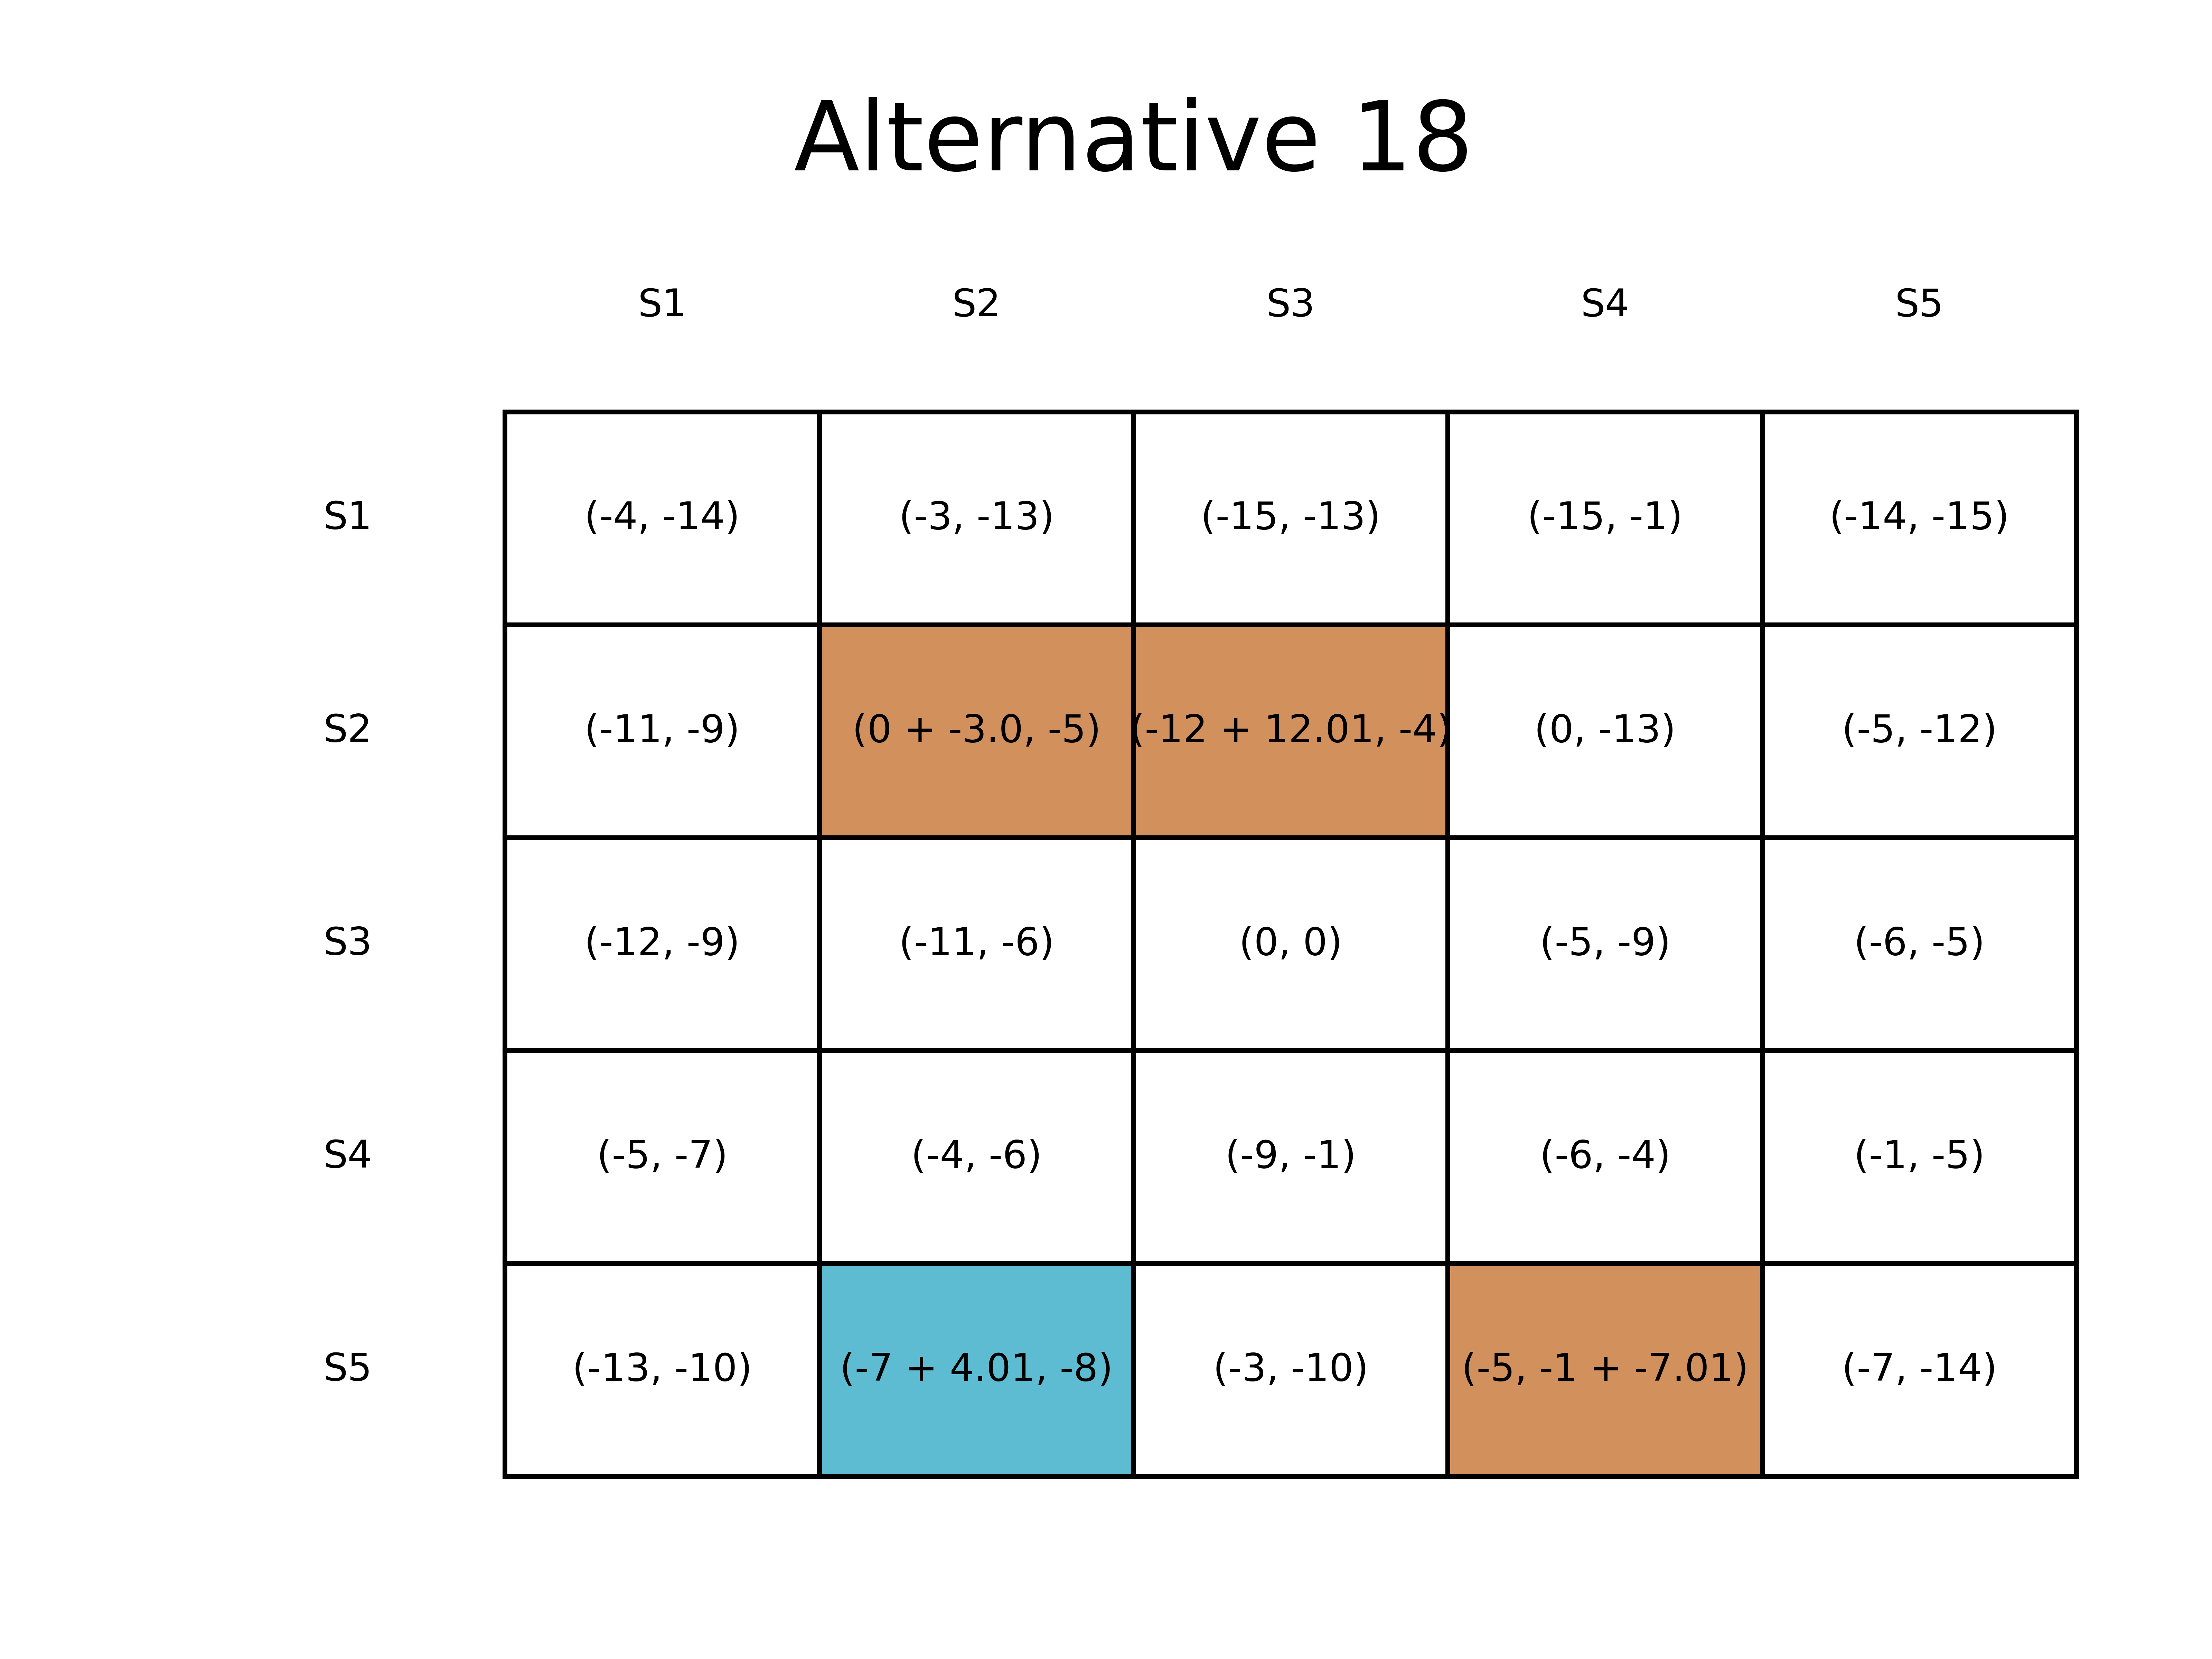 Alternative 18
S1 S2 S3 S4 S5
S1 (-4, -14) (-3, -13) (-15, -13) (-15, -1) (-14, -15)
S2 (-11, -9) (0 + -3.0, -5) (-12 + 12.01, -4) (0, -13) (-5, -12)
S3 (-12, -9) (-11, -6) (0, 0) (-5, -9) (-6, -5)
S4 (-5, -7) (-4, -6) (-9, -1) (-6, -4) (-1, -5)
S5 (-13, -10) (-7 + 4.01, -8) (-3, -10) (-5, -1 + -7.01) (-7, -14)